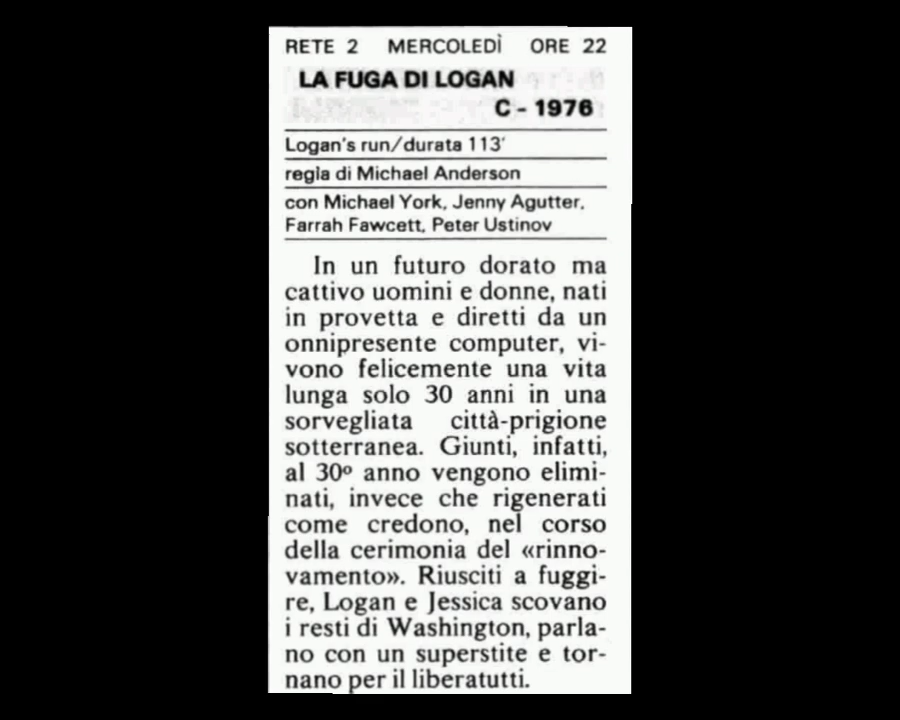 RETE 2 MERCOLEDÌ ORE 22
LA FUGA DI LOGAN
C - 1976
Logan's run/durata 113'
regia di Michael Anderson
con Michael York, Jenny Agutter,
Farrah Fawcett, Peter Ustinov
In un futuro dorato ma
cattivo uomini e donne, nati
in provetta e diretti da un
onnipresente computer, vi-
vono felicemente una vita
lunga solo 30 anni in una
sorvegliata città-prigione
sotterranea. Giunti, infatti,
al 30º anno vengono elimi-
nati, invece che rigenerati
come credono, nel corso
della cerimonia del «rinno-
vamento». Riusciti a fuggi-
re, Logan e Jessica scovano
i resti di Washington, parla-
no con un superstite e tor-
nano per il liberatutti.